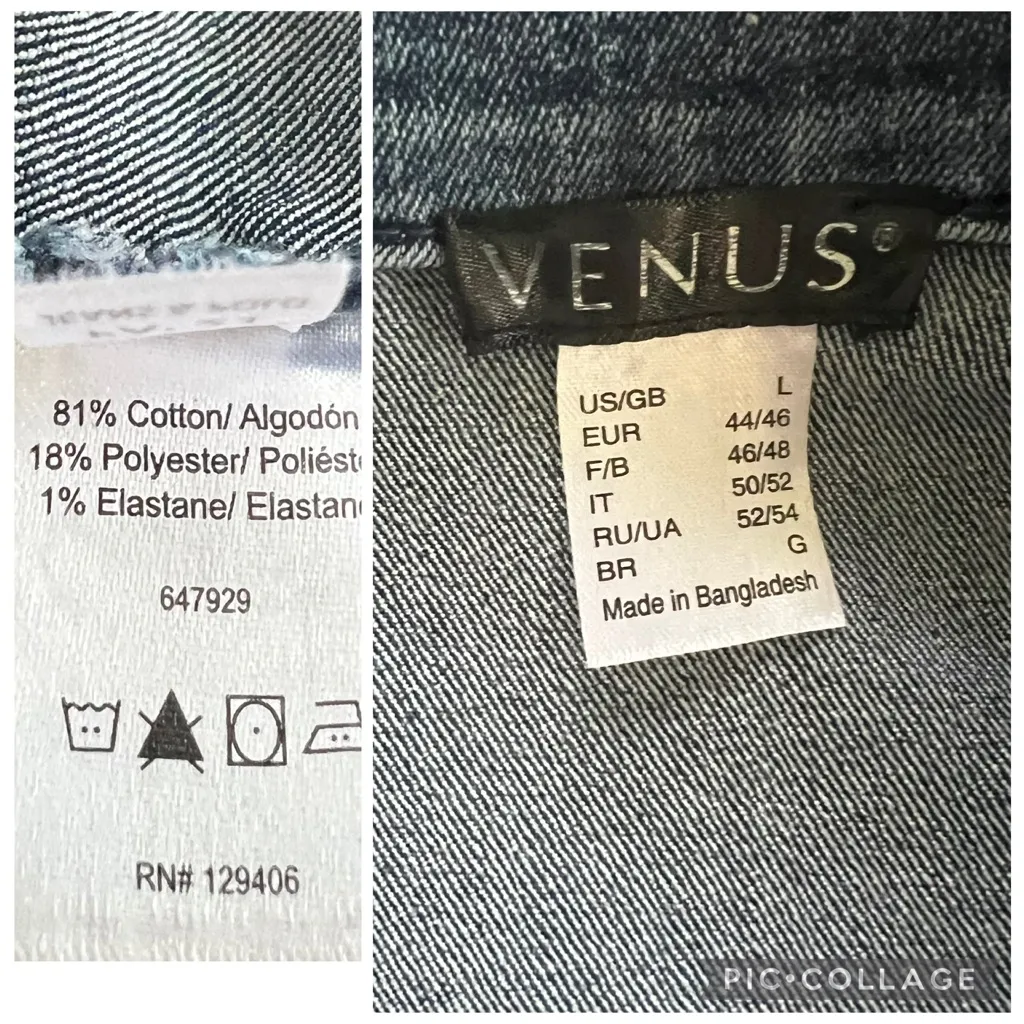 81% Cotton/ Algodón
18% Polyester/ Poliést
1% Elastane/ Elastan
647929
RN# 129406
VENUS®
US/GB L
EUR 44/46
F/B 46/48
IT 50/52
RU/UA 52/54
BR G
Made in Bangladesh
PIC•COLLAGE